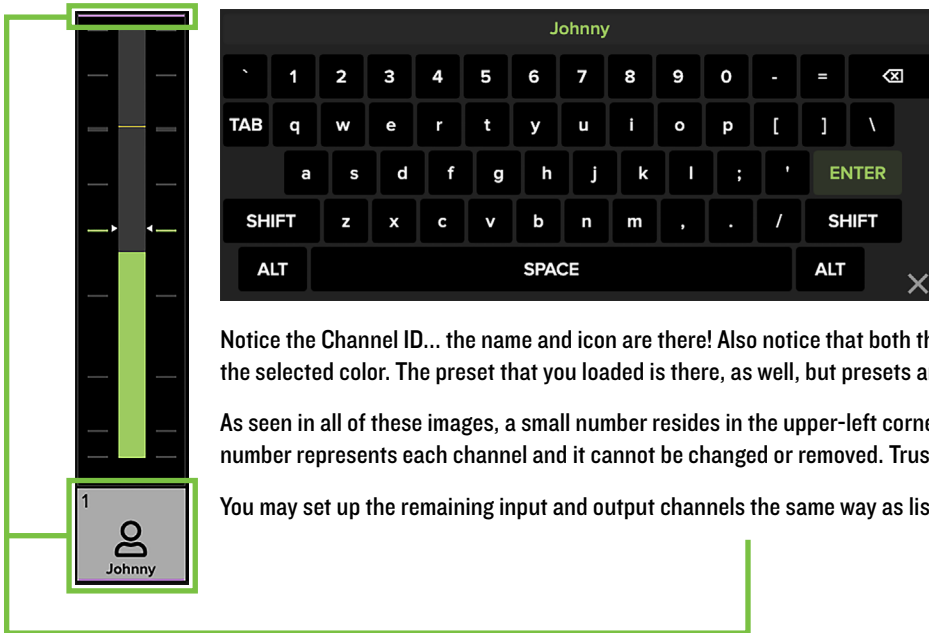 Johnny
` 1 2 3 4 5 6 7 8 9 0 - =
TAB q w e r t y u i o p [ ] \
a s d f g h j k l ; ' ENTER
SHIFT z x c v b n m , . / SHIFT
ALT SPACE ALT
Notice the Channel ID... the name and icon are there! Also notice that both th
the selected color. The preset that you loaded is there, as well, but presets a
As seen in all of these images, a small number resides in the upper-left corne
number represents each channel and it cannot be changed or removed. Trus
You may set up the remaining input and output channels the same way as lis
1
Johnny